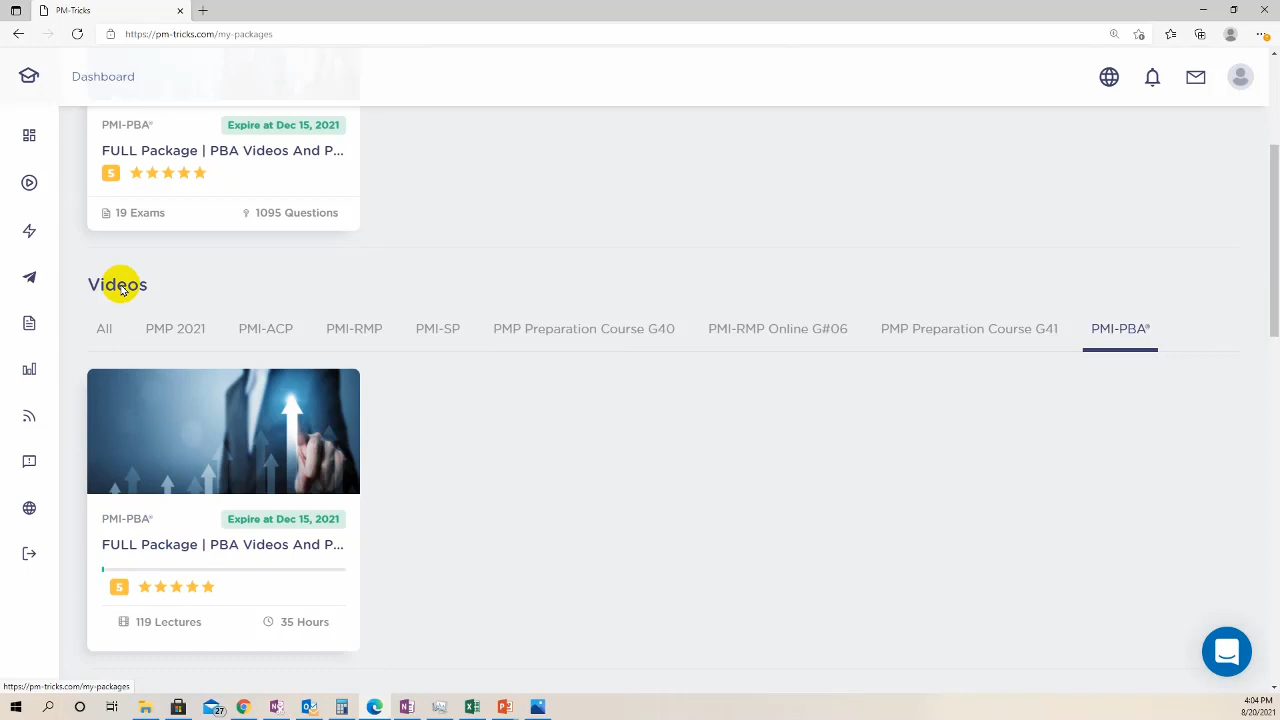 PM-Tricks
https://pm-tricks.com/my-packages
Dashboard
PMI-PBA®
Expire at Dec 15, 2021
FULL Package | PBA Videos And P...
5
19 Exams
1095 Questions
Videos
All
PMP 2021
PMI-ACP
PMI-RMP
PMI-SP
PMP Preparation Course G40
PMI-RMP Online G#06
PMP Preparation Course G41
PMI-PBA®
PMI-PBA®
Expire at Dec 15, 2021
FULL Package | PBA Videos And P...
5
119 Lectures
35 Hours
https://pm-tricks.com/my-packages
27
4:04 PM
8/20/2021